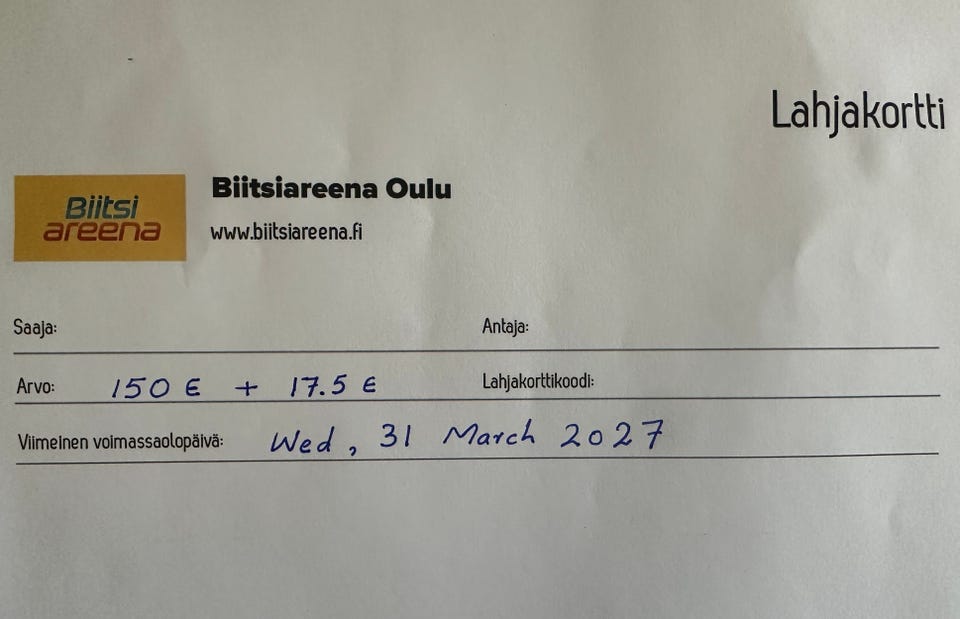 Lahjakortti
Biitsi
areena
Biitsiareena Oulu
www.biitsiareena.fi
Saaja:
Antaja:
Arvo: 150 € + 17.5 €
Lahjakorttikoodi:
Viimeinen voimassaolopäivä: Wed, 31 March 2027